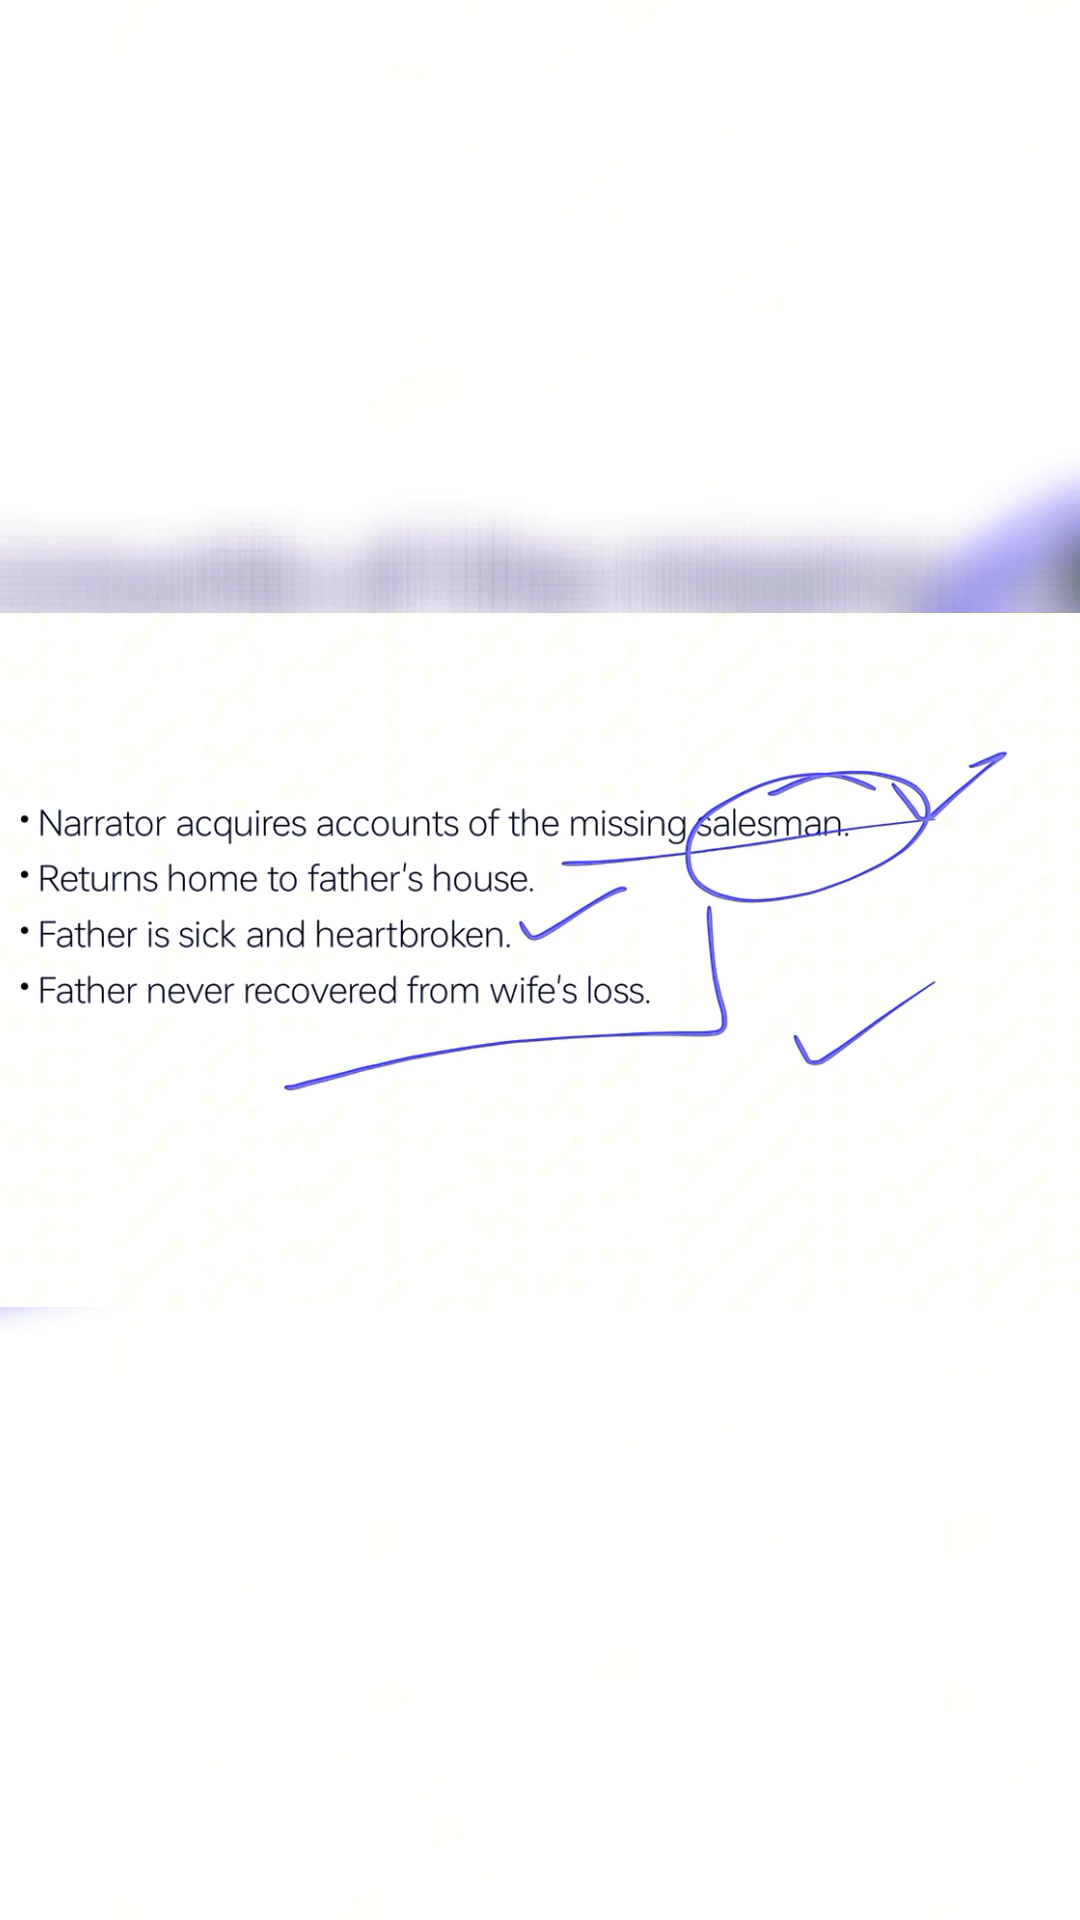 • Narrator acquires accounts of the missing salesman.
• Returns home to father's house.
• Father is sick and heartbroken.
• Father never recovered from wife's loss.